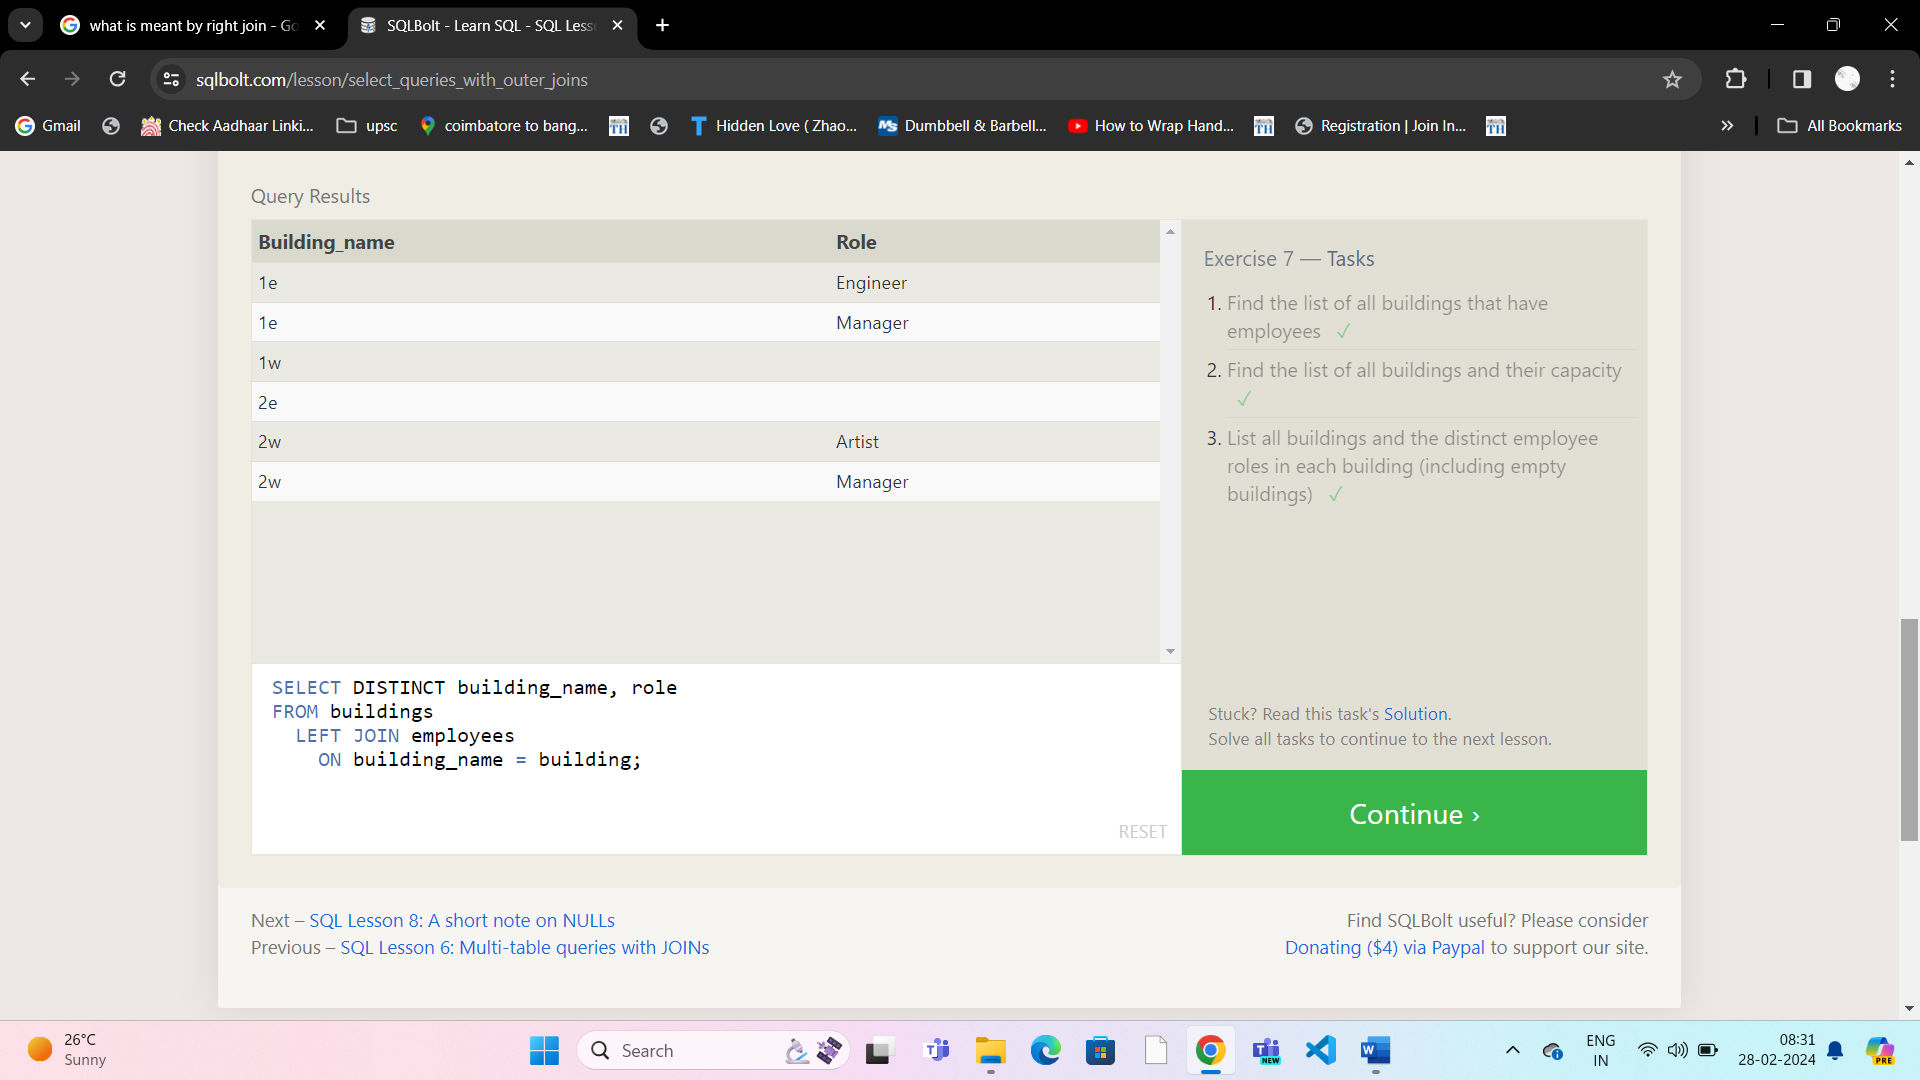 what is meant by right join - Go
SQLBolt - Learn SQL - SQL Less
sqlbolt.com/lesson/select_queries_with_outer_joins
Gmail
Check Aadhaar Linki...
upsc
coimbatore to bang...
TH
Hidden Love ( Zhao...
Ms Dumbbell & Barbell...
How to Wrap Hand...
TH
Registration | Join In...
TH
All Bookmarks
Query Results
Building_name Role
1e Engineer
1e Manager
1w
2e
2w Artist
2w Manager
Exercise 7 — Tasks
1. Find the list of all buildings that have
employees ✓
2. Find the list of all buildings and their capacity
✓
3. List all buildings and the distinct employee
roles in each building (including empty
buildings) ✓
Stuck? Read this task's Solution.
Solve all tasks to continue to the next lesson.
Continue ›
SELECT DISTINCT building_name, role
FROM buildings
LEFT JOIN employees
ON building_name = building;
RESET
Next – SQL Lesson 8: A short note on NULLs
Previous – SQL Lesson 6: Multi-table queries with JOINs
Find SQLBolt useful? Please consider
Donating ($4) via Paypal to support our site.
26°C
Sunny
Search
NEW
ENG
IN
08:31
28-02-2024
PRE